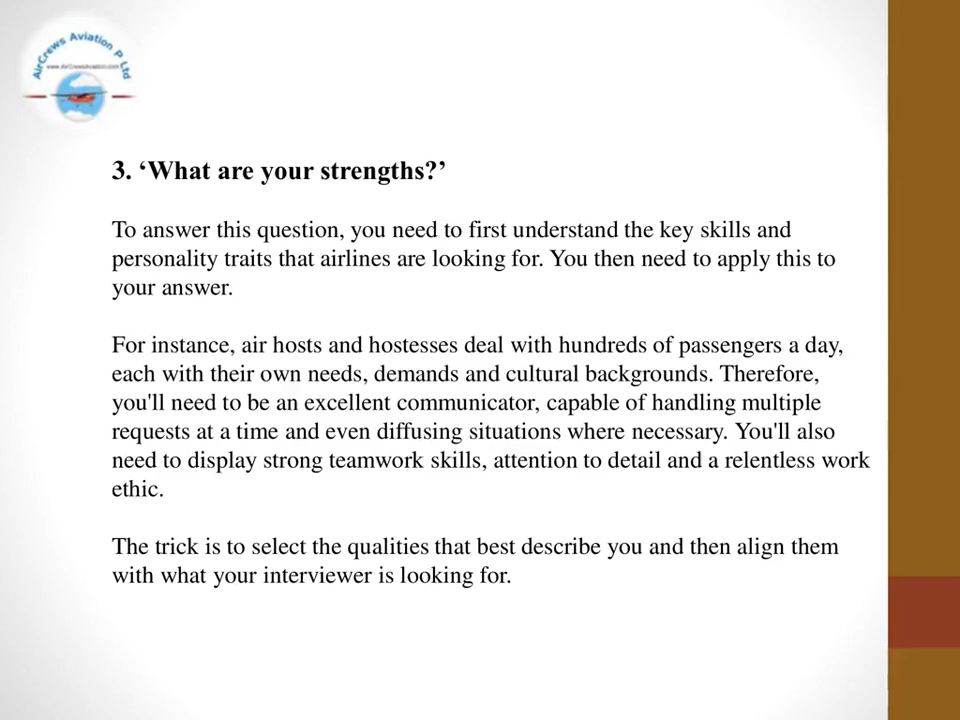 AirCrews Aviation P Ltd
www.AirCrewsAviation.com
3. ‘What are your strengths?’
To answer this question, you need to first understand the key skills and
personality traits that airlines are looking for. You then need to apply this to
your answer.
For instance, air hosts and hostesses deal with hundreds of passengers a day,
each with their own needs, demands and cultural backgrounds. Therefore,
you'll need to be an excellent communicator, capable of handling multiple
requests at a time and even diffusing situations where necessary. You'll also
need to display strong teamwork skills, attention to detail and a relentless work
ethic.
The trick is to select the qualities that best describe you and then align them
with what your interviewer is looking for.